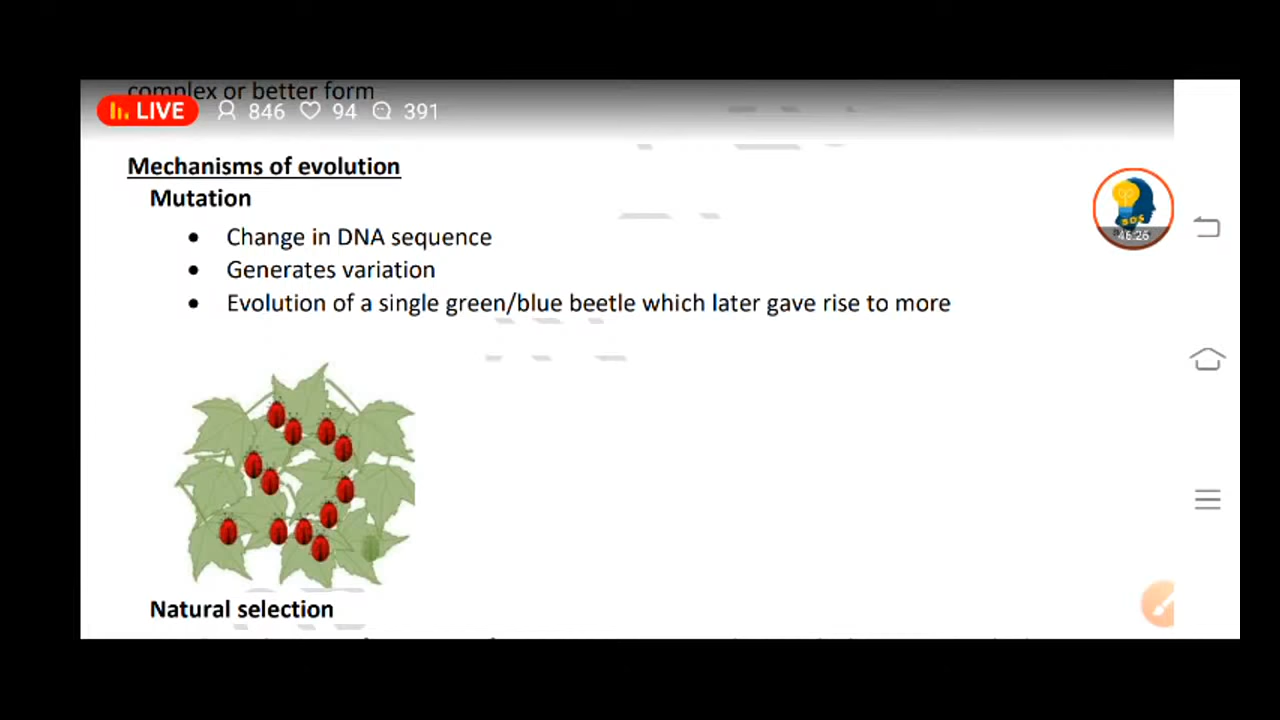 complex or better form
LIVE 846 94 391
Mechanisms of evolution
Mutation
SOS
46:26
• Change in DNA sequence
• Generates variation
• Evolution of a single green/blue beetle which later gave rise to more
Natural selection